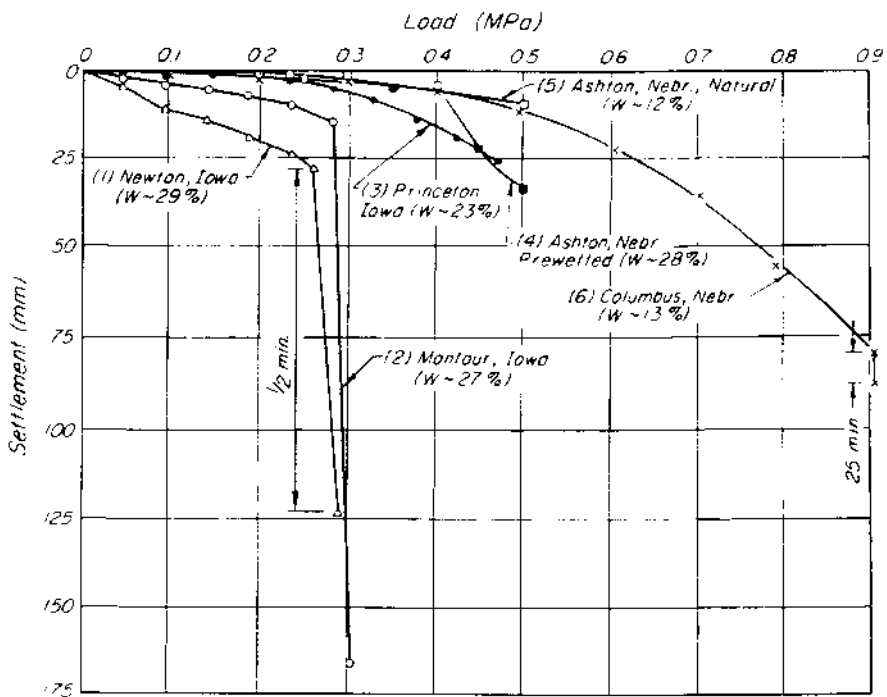 Load (MPa)
0 0.1 0.2 0.3 0.4 0.5 0.6 0.7 0.8 0.9
0
25
50
75
100
125
150
175
Settlement (mm)
(5) Ashton, Nebr., Natural
(W~12%)
(1) Newton, Iowa
(W~29%)
(3) Princeton
Iowa (W~23%)
(4) Ashton, Nebr
Prewetted (W~28%)
(6) Columbus, Nebr
(W~13%)
(2) Montour, Iowa
(W~27%)
1/2 min.
25 min